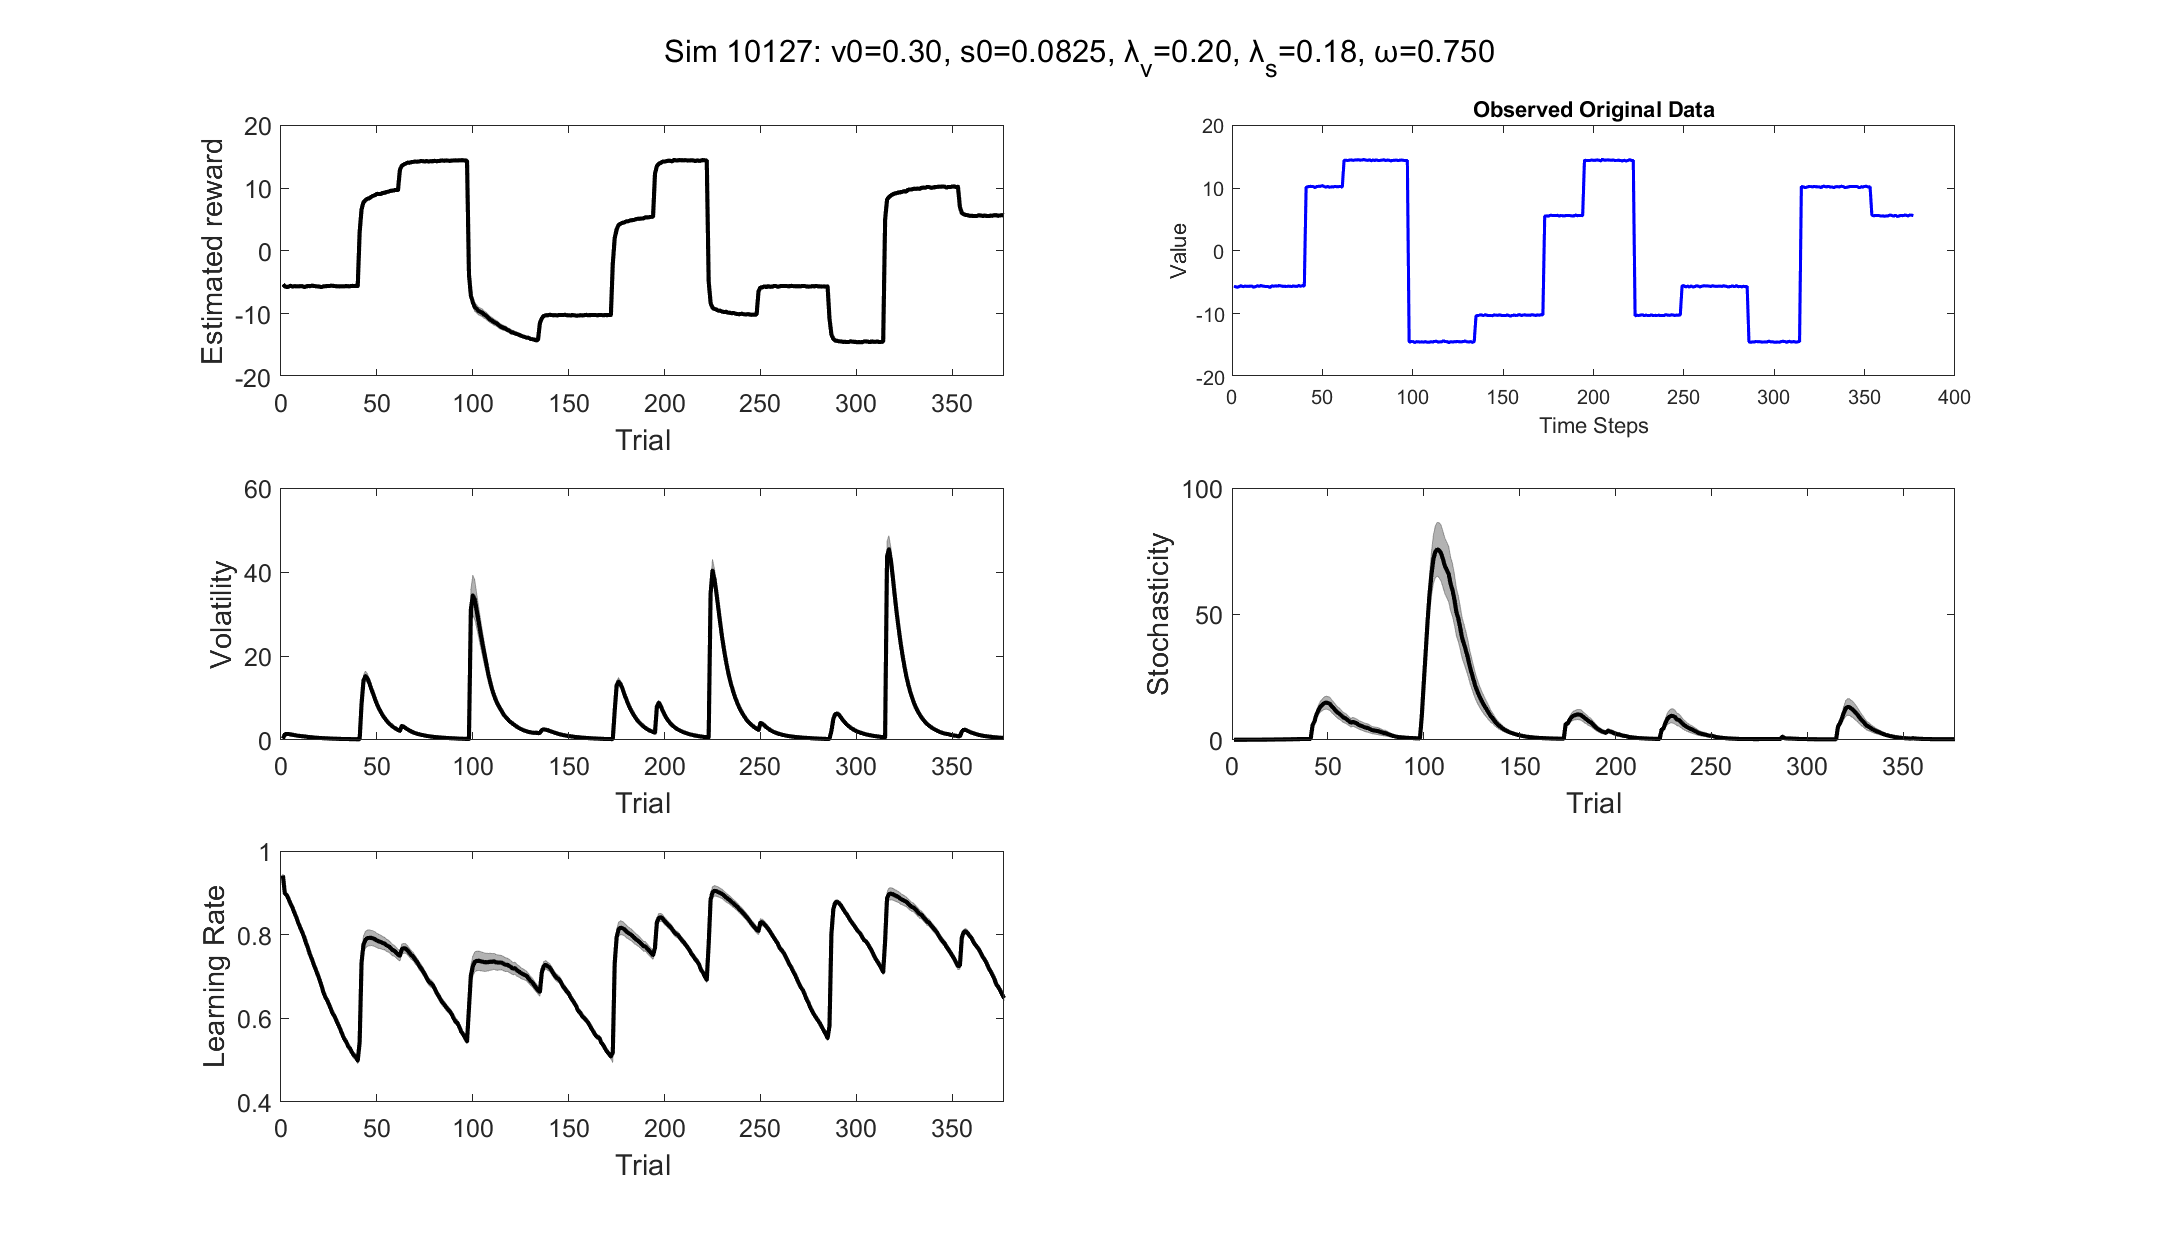 Sim 10127: v0=0.30, s0=0.0825, λ_v=0.20, λ_s=0.18, ω=0.750
20
10
0
-10
-20
Estimated reward
0 50 100 150 200 250 300 350
Trial
Observed Original Data
20
10
0
-10
-20
Value
0 50 100 150 200 250 300 350 400
Time Steps
60
40
20
0
Volatility
0 50 100 150 200 250 300 350
Trial
100
50
0
Stochasticity
0 50 100 150 200 250 300 350
Trial
1
0.8
0.6
0.4
Learning Rate
0 50 100 150 200 250 300 350
Trial